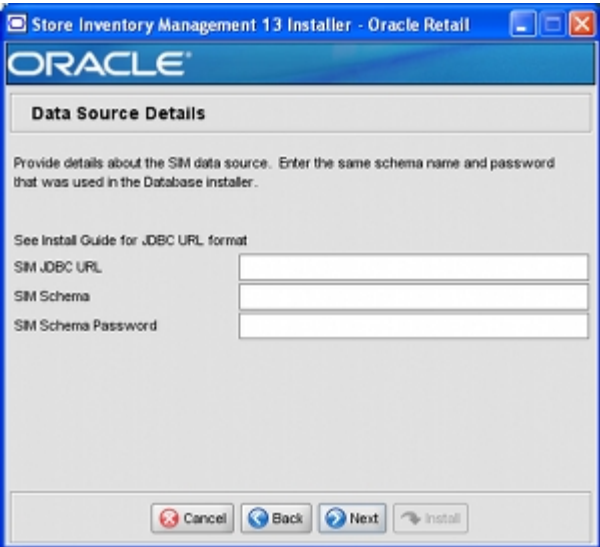 Store Inventory Management 13 Installer - Oracle Retail
ORACLE®
Data Source Details
Provide details about the SIM data source. Enter the same schema name and password
that was used in the Database installer.
See Install Guide for JDBC URL format
SIM JDBC URL
SIM Schema
SIM Schema Password
Cancel Back Next Install